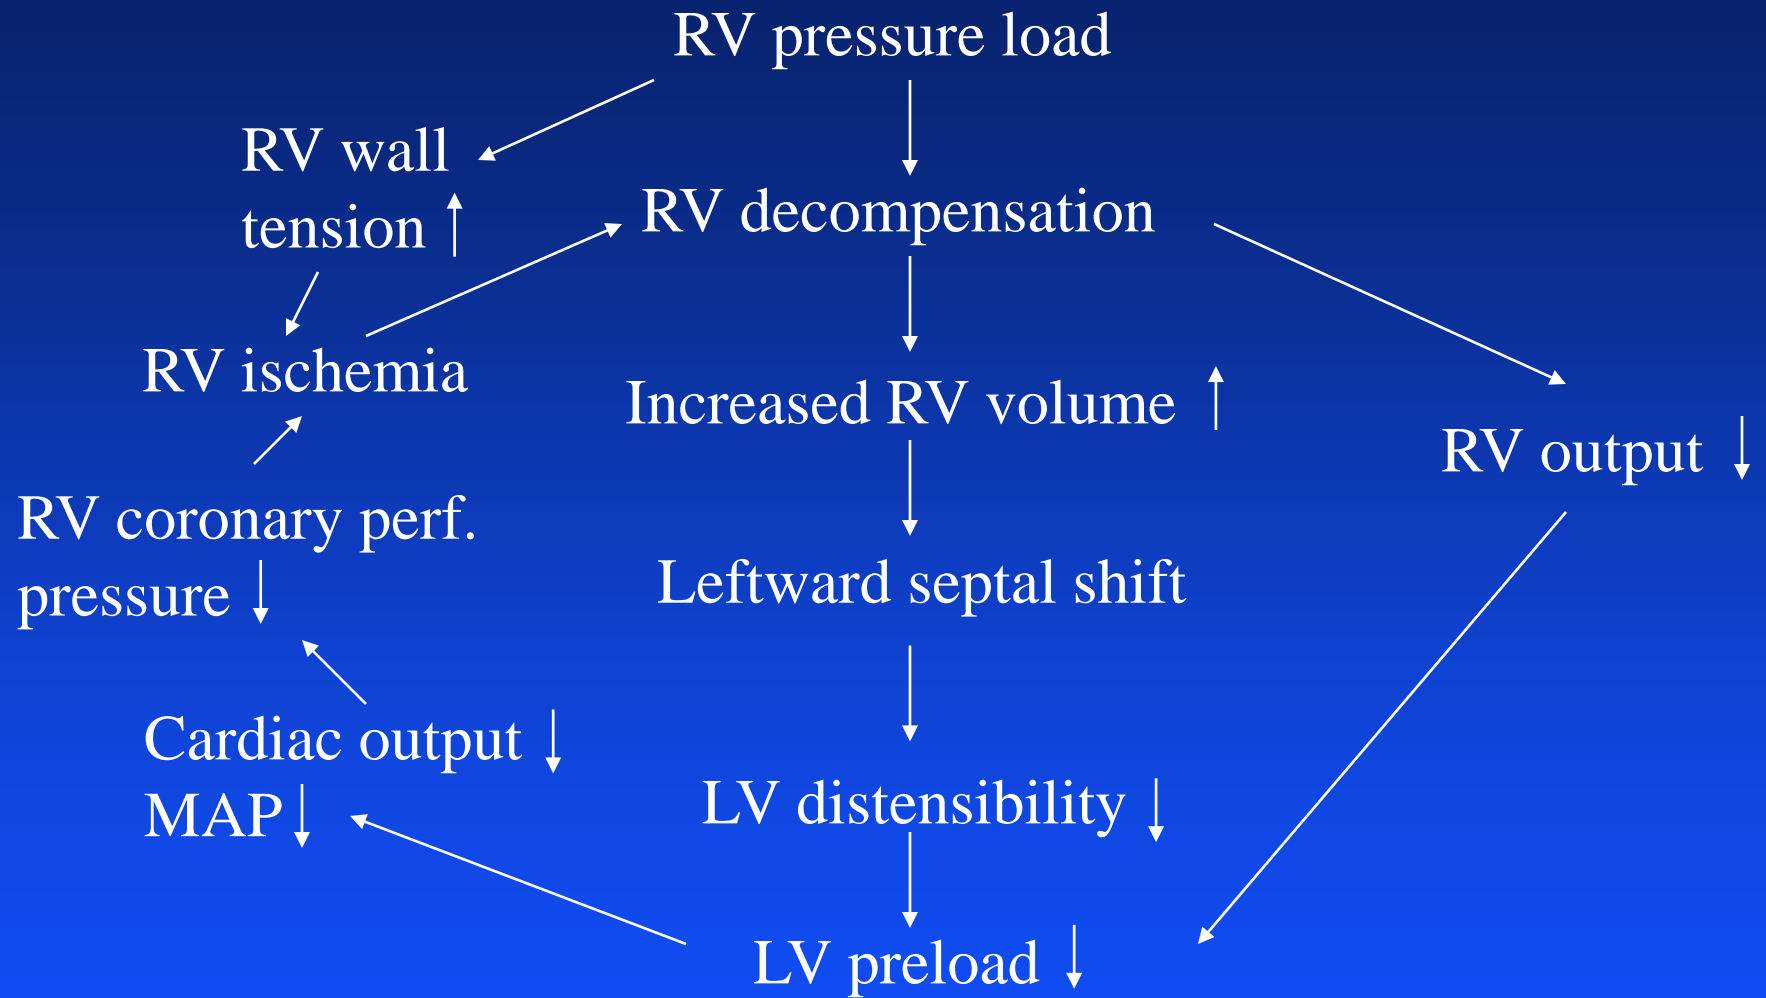 RV pressure load
RV wall
tension ↑
RV decompensation
RV ischemia
Increased RV volume ↑
RV output ↓
RV coronary perf.
pressure ↓
Leftward septal shift
Cardiac output ↓
MAP ↓
LV distensibility ↓
LV preload ↓